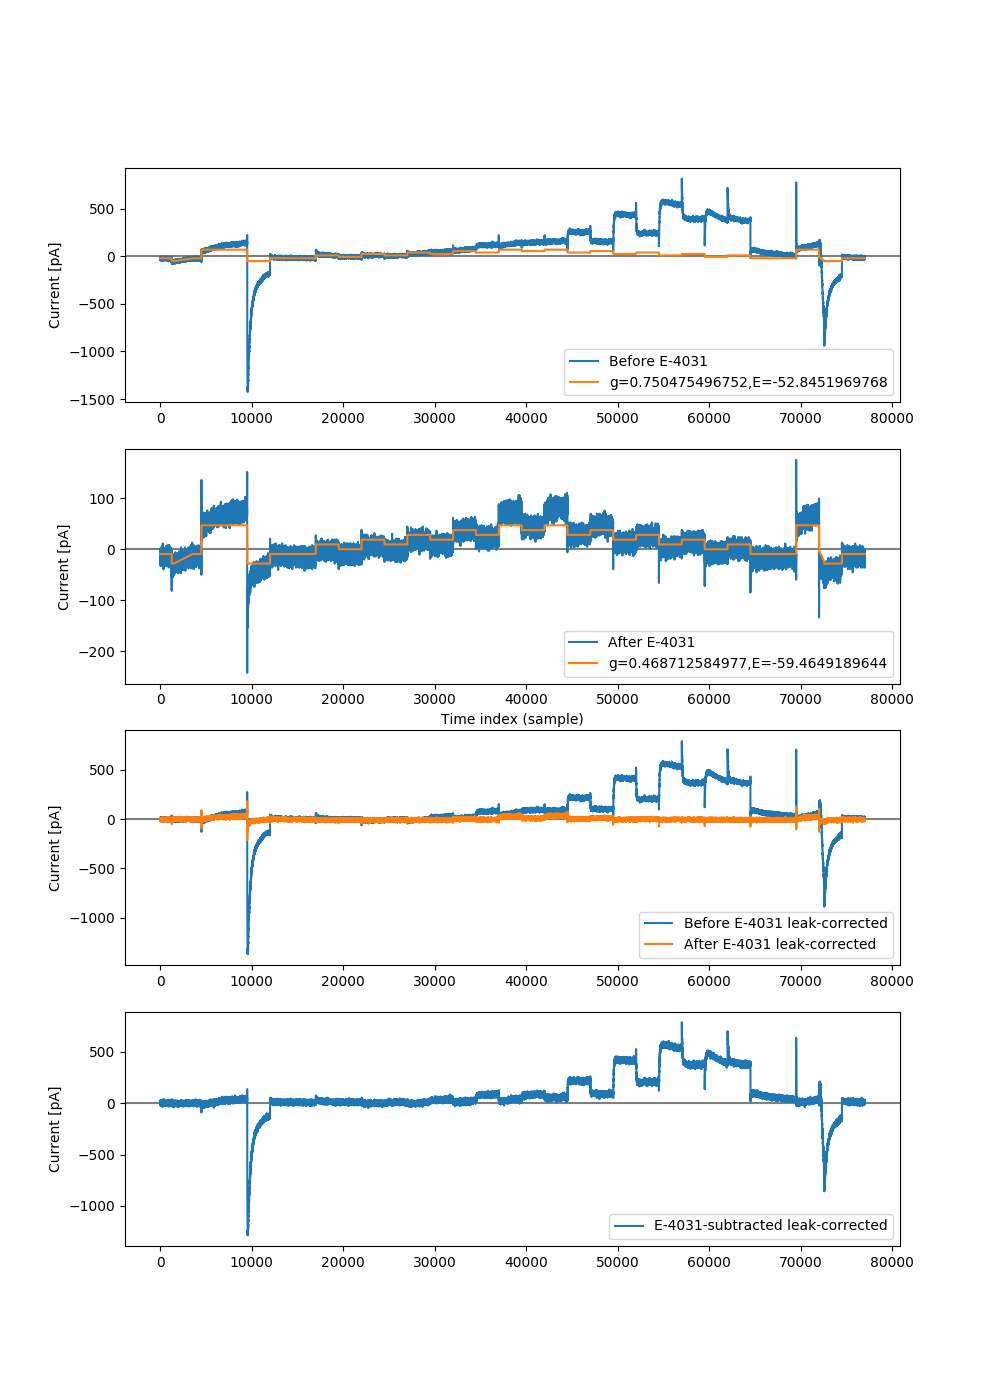 500
0
−500
−1000
−1500
Current [pA]
Before E-4031
g=0.750475496752,E=-52.8451969768
0 10000 20000 30000 40000 50000 60000 70000 80000
100
0
−100
−200
Current [pA]
After E-4031
g=0.468712584977,E=-59.4649189644
0 10000 20000 30000 40000 50000 60000 70000 80000
Time index (sample)
500
0
−500
−1000
Current [pA]
Before E-4031 leak-corrected
After E-4031 leak-corrected
0 10000 20000 30000 40000 50000 60000 70000 80000
500
0
−500
−1000
Current [pA]
E-4031-subtracted leak-corrected
0 10000 20000 30000 40000 50000 60000 70000 80000